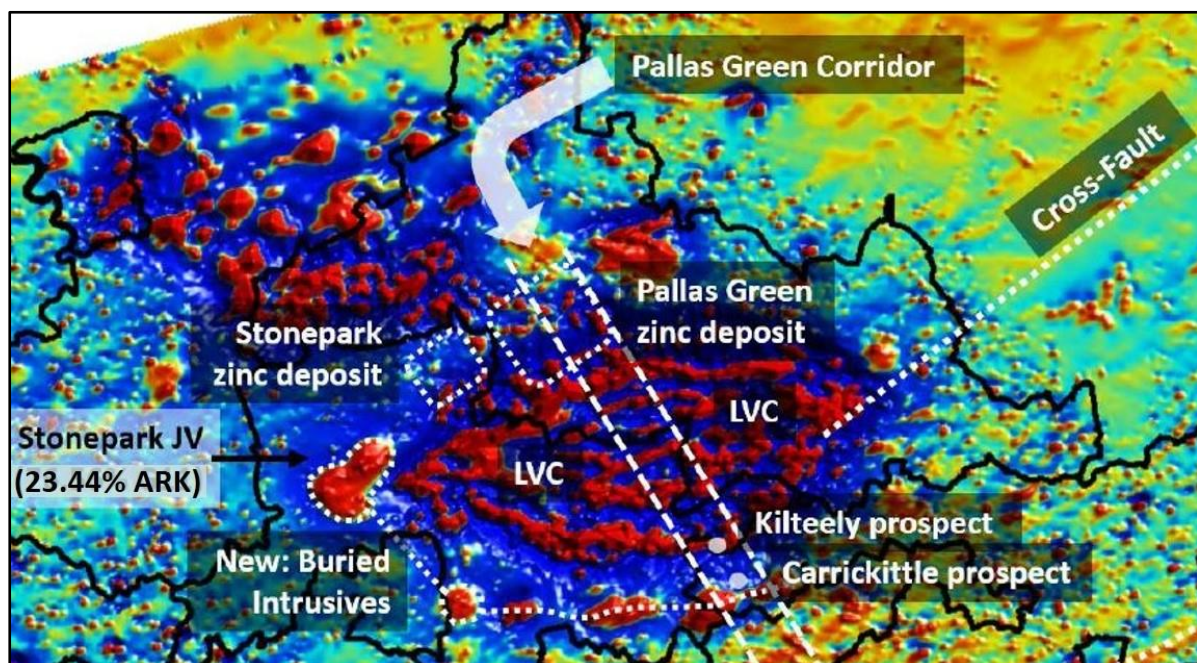 Pallas Green Corridor
Cross-Fault
Pallas Green
zinc deposit
Stonepark
zinc deposit
LVC
Stonepark JV
(23.44% ARK)
LVC
Kilteely prospect
New: Buried
Intrusives
Carrickittle prospect